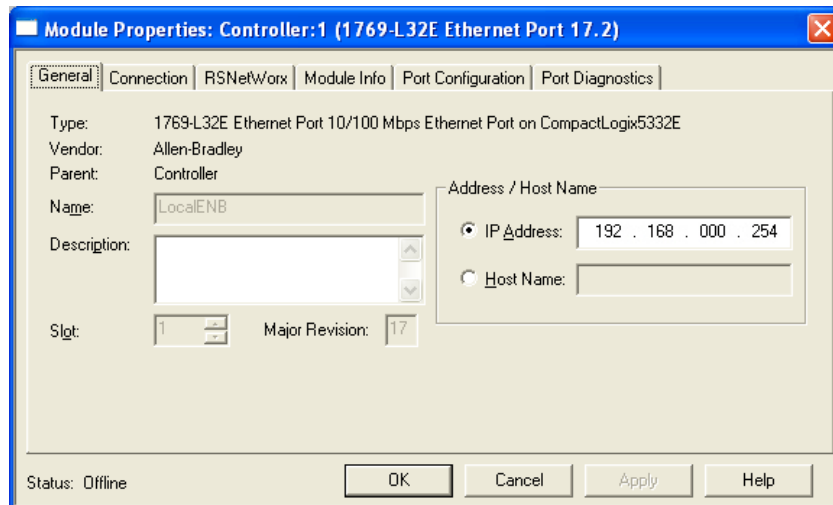 Module Properties: Controller:1 (1769-L32E Ethernet Port 17.2)
General Connection RSNetWorx Module Info Port Configuration Port Diagnostics
Type: 1769-L32E Ethernet Port 10/100 Mbps Ethernet Port on CompactLogix5332E
Vendor: Allen-Bradley
Parent: Controller
Name: LocalENB
Description:
Slot: 1 Major Revision: 17
Address / Host Name
IP Address: 192 . 168 . 000 . 254
Host Name:
Status: Offline OK Cancel Apply Help